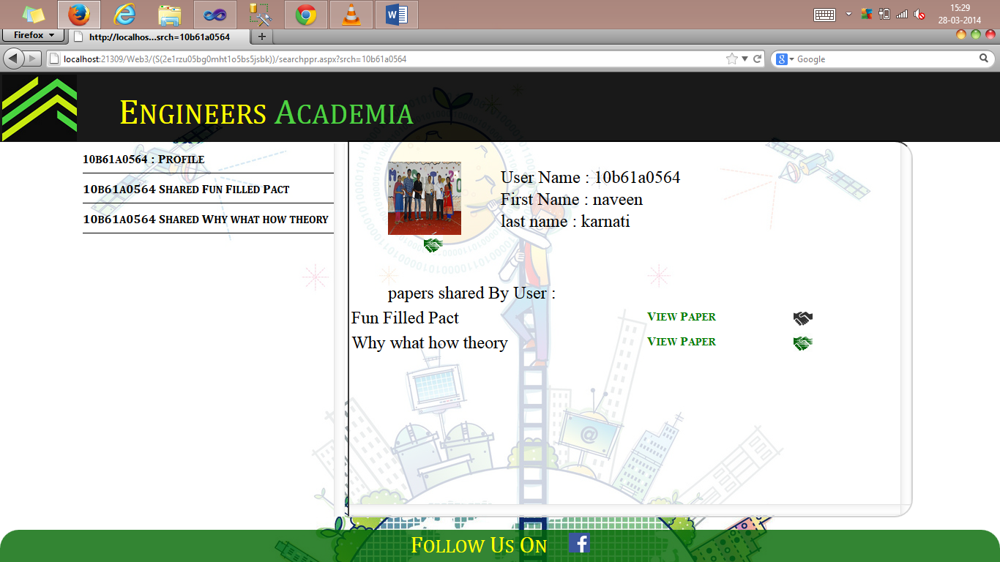 15:29
28-03-2014
Firefox
http://localhos...srch=10b61a0564
localhost:21309/Web3/(S(2e1rzu05bg0mht1o5bs5jsbk))/searchppr.aspx?srch=10b61a0564
Google
Engineers Academia
10B61A0564 : Profile
10B61A0564 Shared Fun Filled Pact
10B61A0564 Shared Why what how theory
User Name : 10b61a0564
First Name : naveen
last name : karnati
papers shared By User :
Fun Filled Pact View Paper
Why what how theory View Paper
@
Follow Us On f